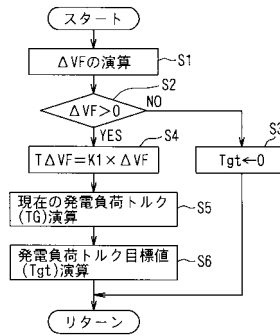 スタート
ΔVFの演算
S1
S2
ΔVF>0
NO
YES
S4
S3
TΔVF=K1×ΔVF
Tgt←0
現在の発電負荷トルク
(TG)演算
S5
発電負荷トルク目標値
(Tgt)演算
S6
リターン